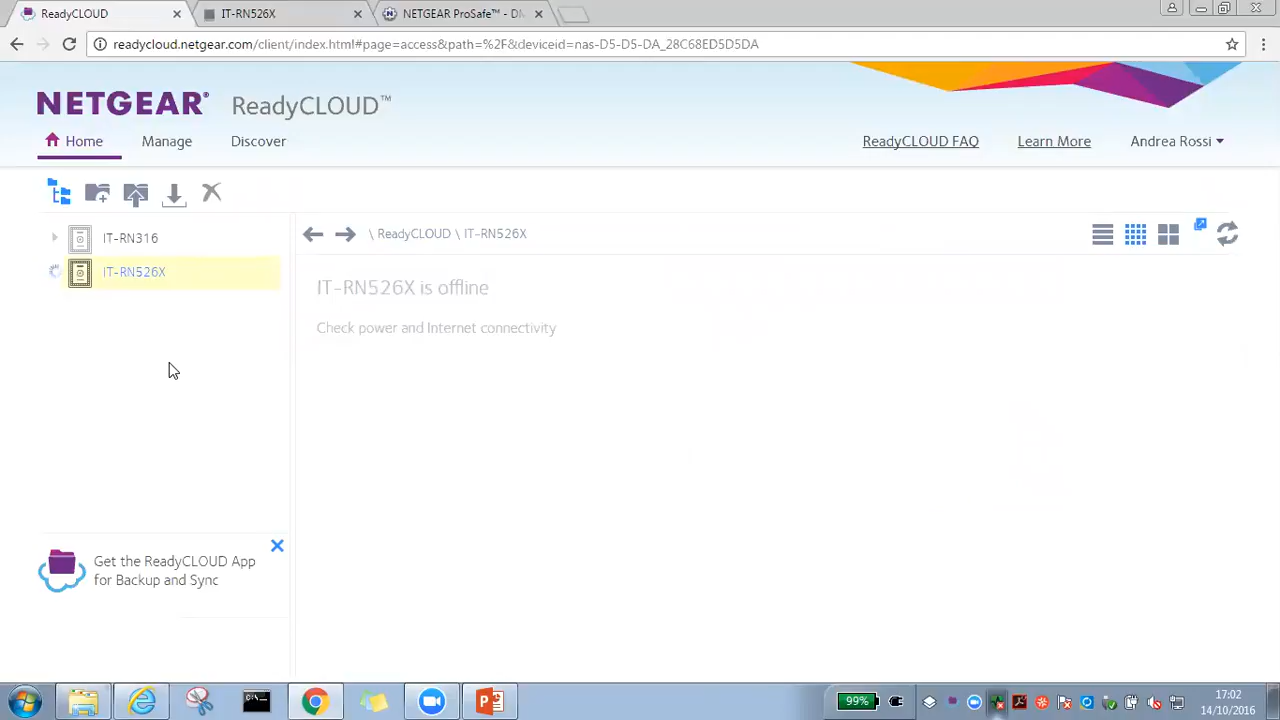 ReadyCLOUD
IT-RN526X
NETGEAR ProSafe™ - DM
readycloud.netgear.com/client/index.html#page=access&path=%2F&deviceid=nas-D5-D5-DA_28C68ED5D5DA
NETGEAR® ReadyCLOUD™
Home
Manage
Discover
ReadyCLOUD FAQ
Learn More
Andrea Rossi
IT-RN316
IT-RN526X
\ ReadyCLOUD \ IT-RN526X
IT-RN526X is offline
Check power and Internet connectivity
Get the ReadyCLOUD App
for Backup and Sync
99%
17:02
14/10/2016